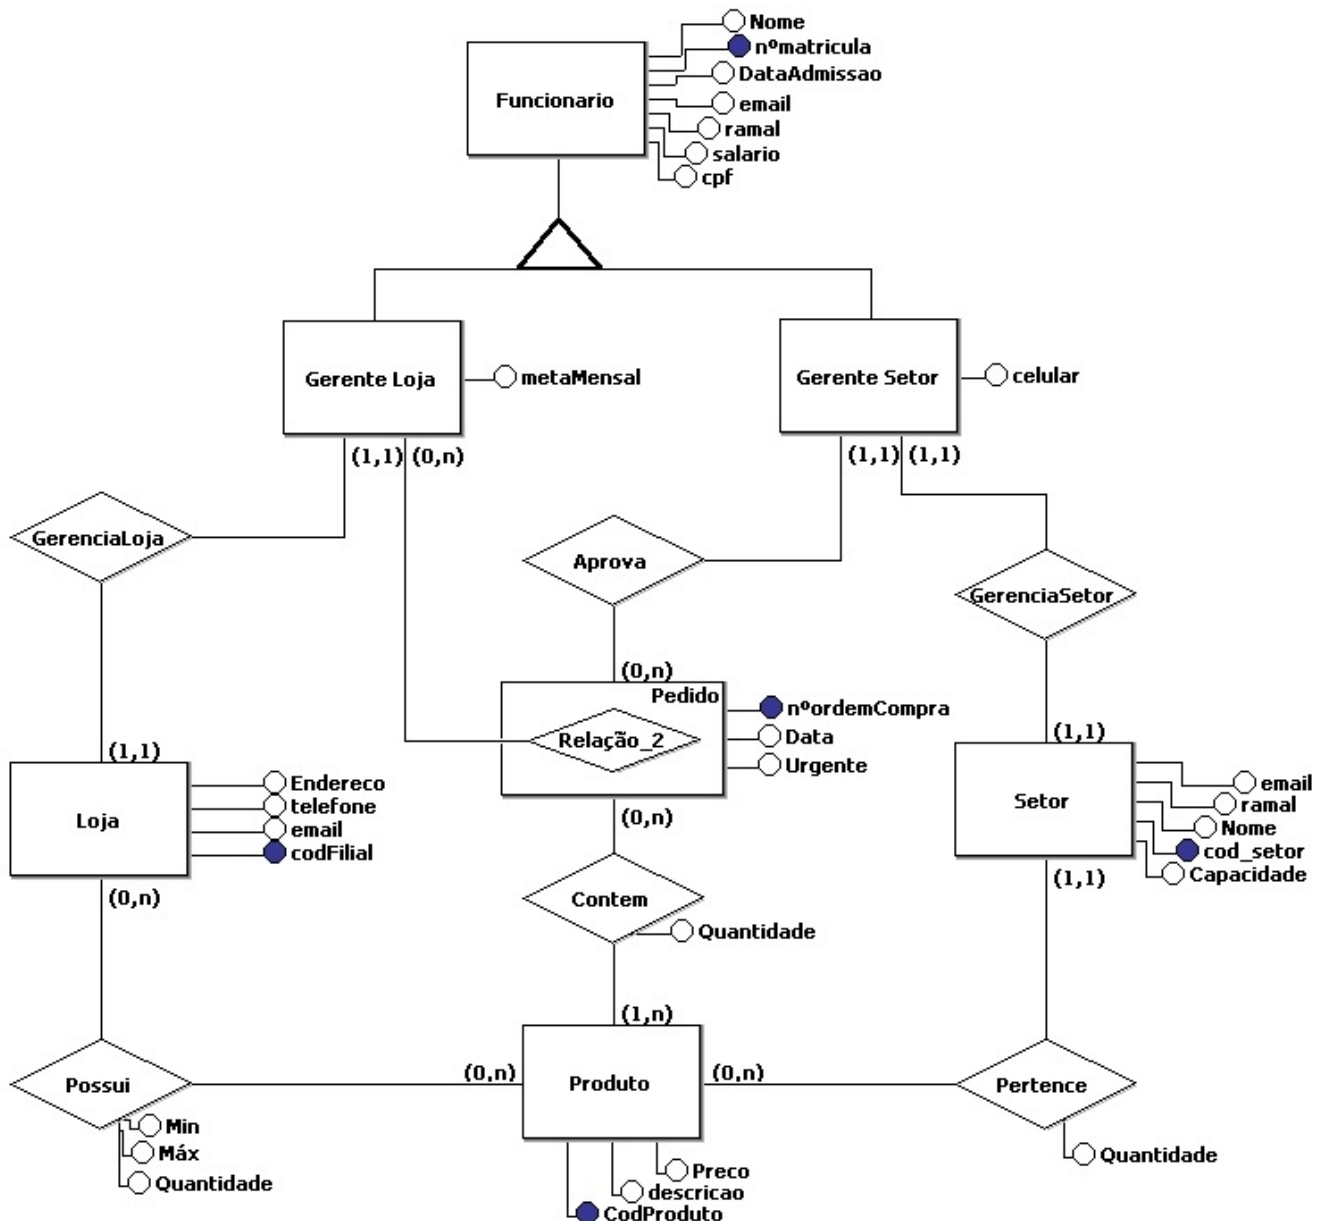 Nome
nºmatricula
DataAdmissao
email
ramal
salario
cpf
Funcionario
Gerente Loja
metaMensal
Gerente Setor
celular
(1,1) (0,n)
(1,1) (1,1)
GerenciaLoja
Aprova
GerenciaSetor
(0,n)
Pedido
Relação_2
nºordemCompra
Data
Urgente
(1,1)
Loja
Endereco
telefone
email
codFilial
(1,1)
Setor
email
ramal
Nome
cod_setor
Capacidade
(0,n)
(0,n)
(1,1)
Contem
Quantidade
(1,n)
Possui
(0,n)
Produto
(0,n)
Pertence
Min
Máx
Quantidade
Quantidade
Preco
descricao
CodProduto